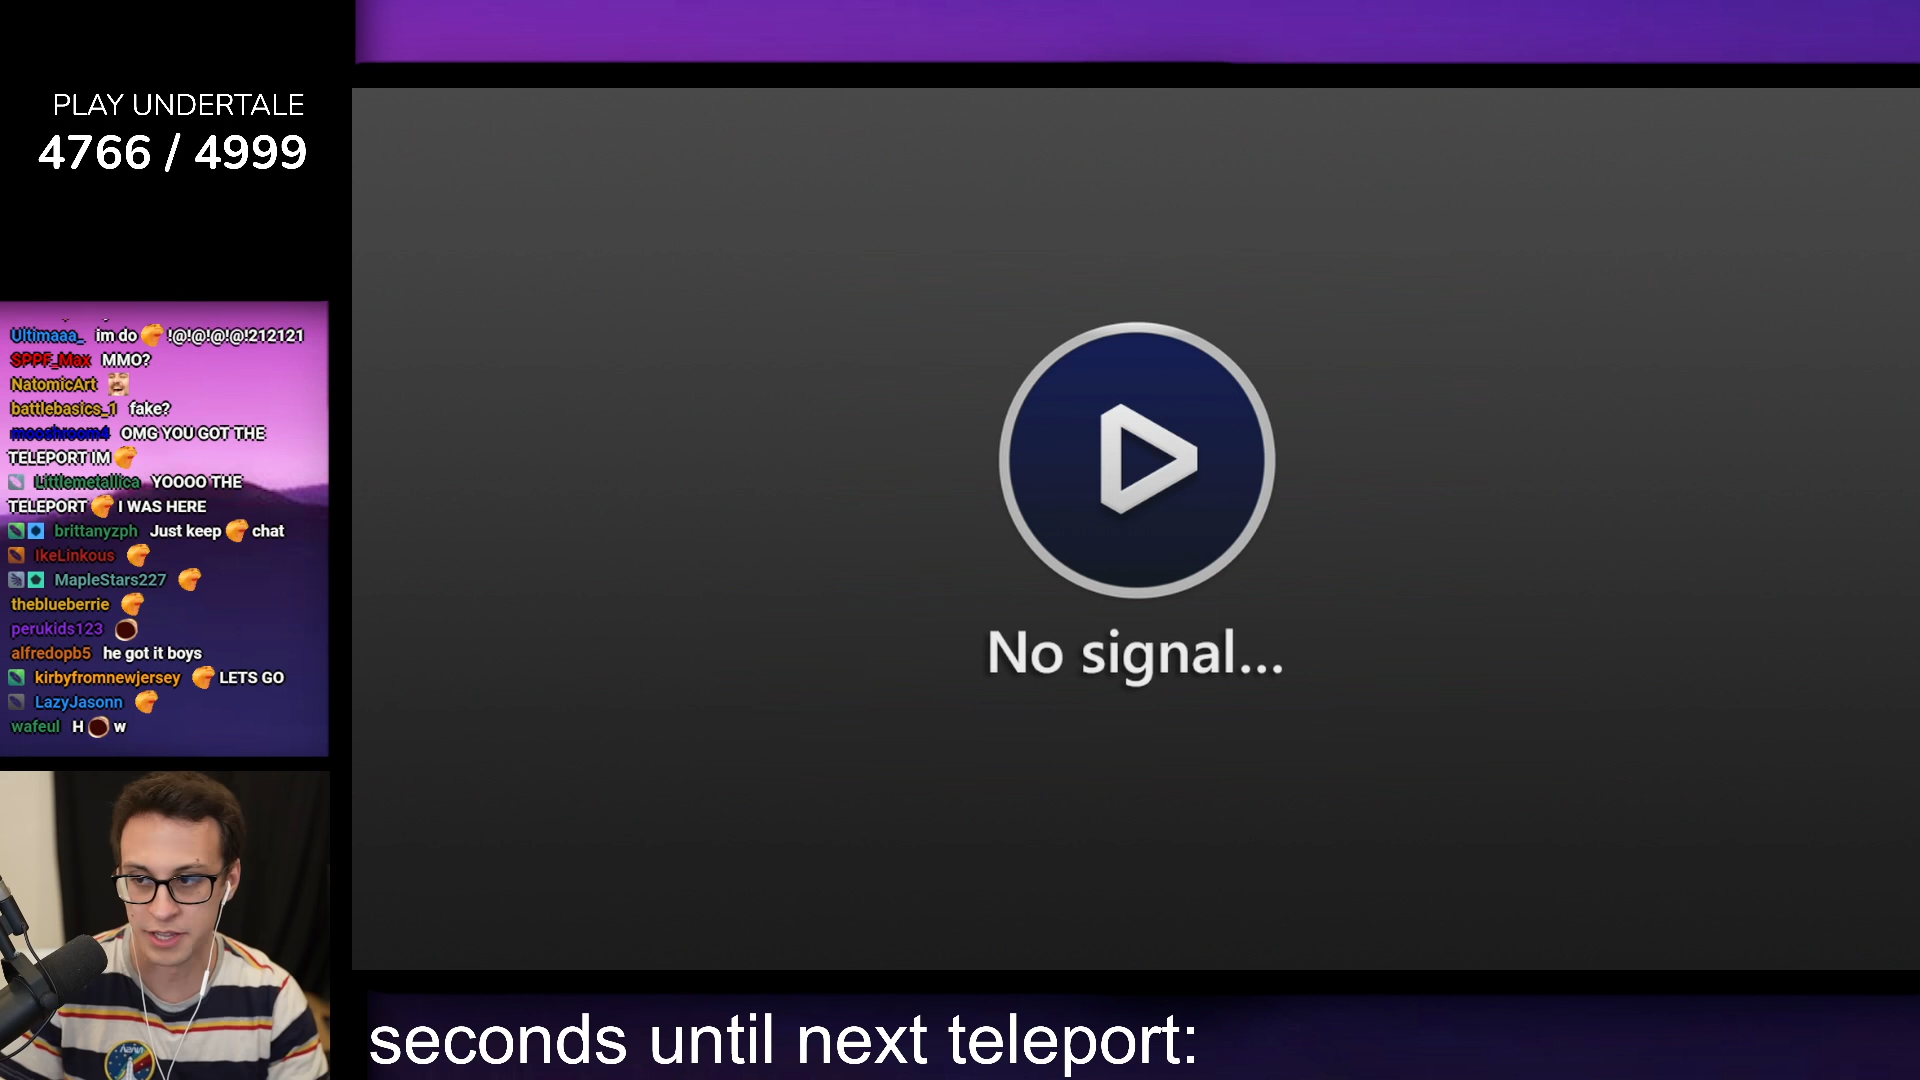 PLAY UNDERTALE
4766 / 4999
Ultimaaa_ im do !@!@!@!@!212121
SPPF_Max MMO?
NatomicArt
battlebasics_1 fake?
mooshroom4 OMG YOU GOT THE
TELEPORT IM
Littlemetallica YOOOO THE
TELEPORT I WAS HERE
brittanyzph Just keep chat
IkeLinkous
MapleStars227
theblueberrie
perukids123
alfredopb5 he got it boys
kirbyfromnewjersey LETS GO
LazyJasonn
wafeul H w
No signal...
seconds until next teleport: